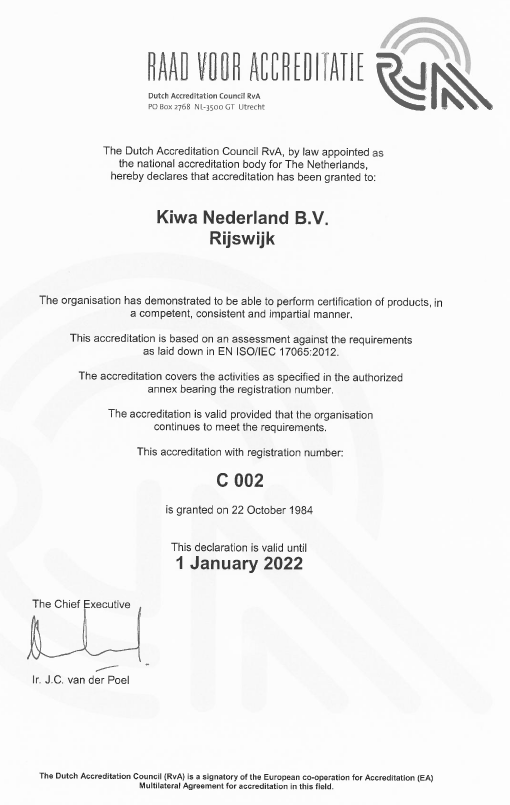 RAAD VOOR ACCREDITATIE
RVA
Dutch Accreditation Council RvA
PO Box 2768 NL-3500 GT Utrecht
The Dutch Accreditation Council RvA, by law appointed as
the national accreditation body for The Netherlands,
hereby declares that accreditation has been granted to:
Kiwa Nederland B.V.
Rijswijk
The organisation has demonstrated to be able to perform certification of products, in
a competent, consistent and impartial manner.
This accreditation is based on an assessment against the requirements
as laid down in EN ISO/IEC 17065:2012.
The accreditation covers the activities as specified in the authorized
annex bearing the registration number.
The accreditation is valid provided that the organisation
continues to meet the requirements.
This accreditation with registration number:
C 002
is granted on 22 October 1984
This declaration is valid until
1 January 2022
The Chief Executive
Ir. J.C. van der Poel
The Dutch Accreditation Council (RvA) is a signatory of the European co-operation for Accreditation (EA)
Multilateral Agreement for accreditation in this field.